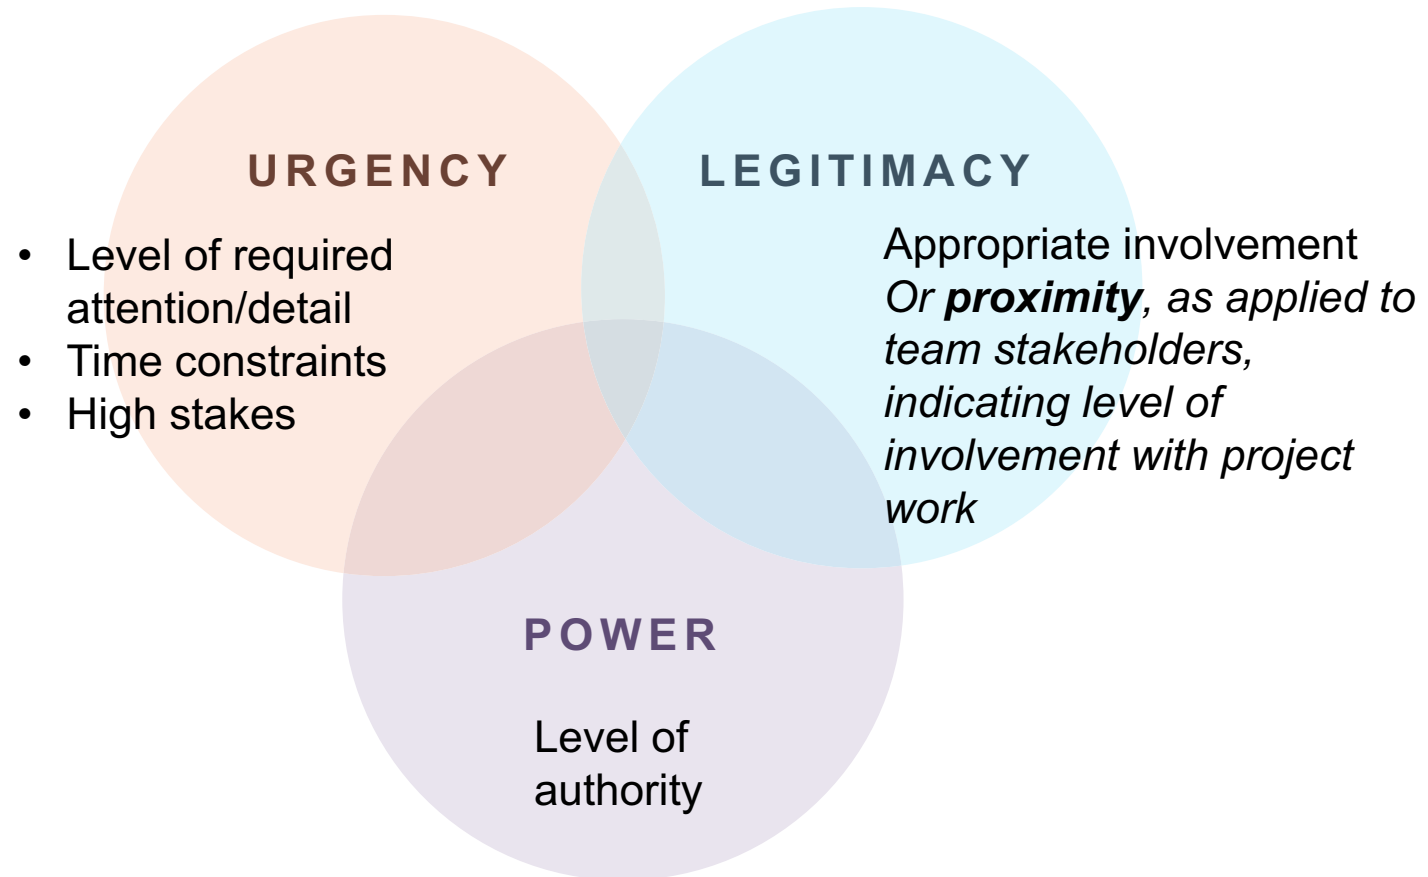 URGENCY
• Level of required
attention/detail
• Time constraints
• High stakes
LEGITIMACY
Appropriate involvement
Or proximity, as applied to
team stakeholders,
indicating level of
involvement with project
work
POWER
Level of
authority